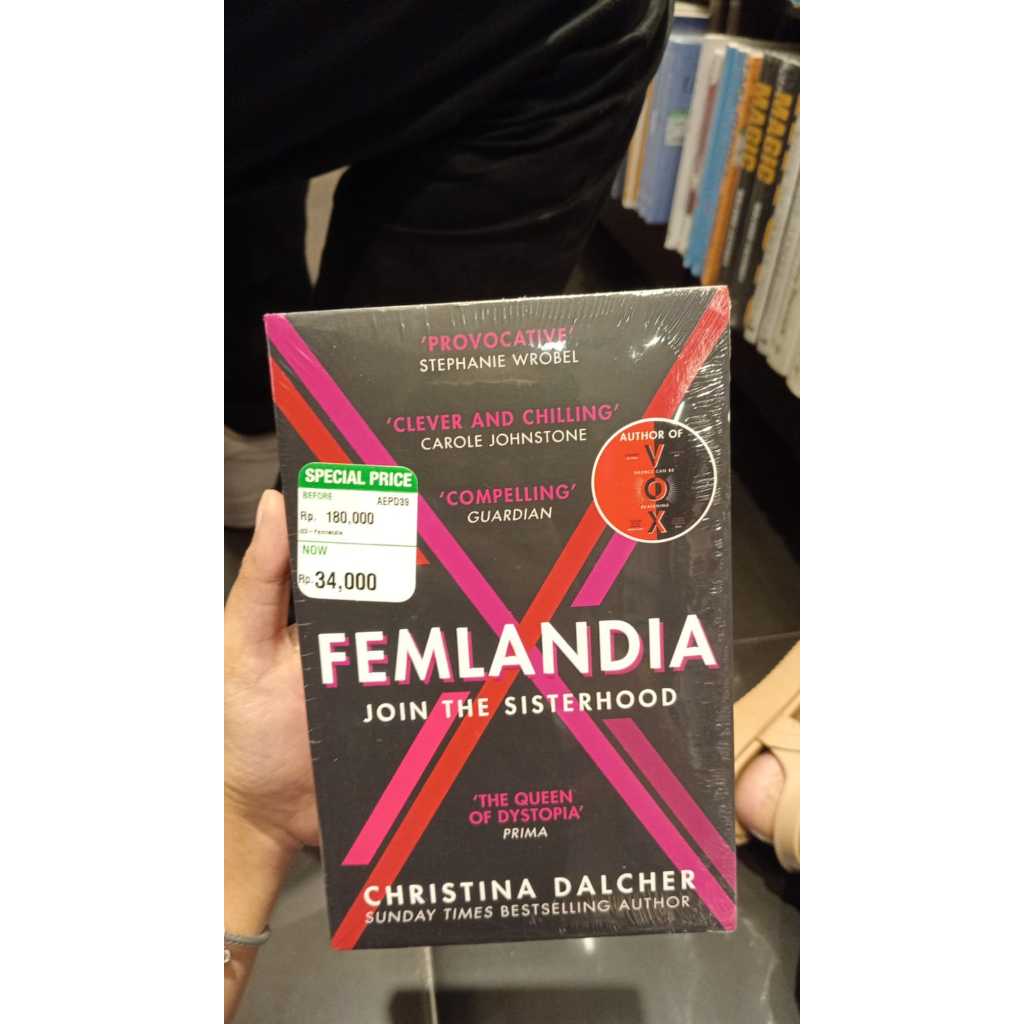 MAGIC
MAGIC
'PROVOCATIVE'
STEPHANIE WROBEL
'CLEVER AND CHILLING'
CAROLE JOHNSTONE
'COMPELLING'
GUARDIAN
AUTHOR OF
VOX
SPECIAL PRICE
BEFORE AEPD39
Rp. 180,000
NOW
Rp. 34,000
FEMLANDIA
JOIN THE SISTERHOOD
'THE QUEEN
OF DYSTOPIA'
PRIMA
CHRISTINA DALCHER
SUNDAY TIMES BESTSELLING AUTHOR